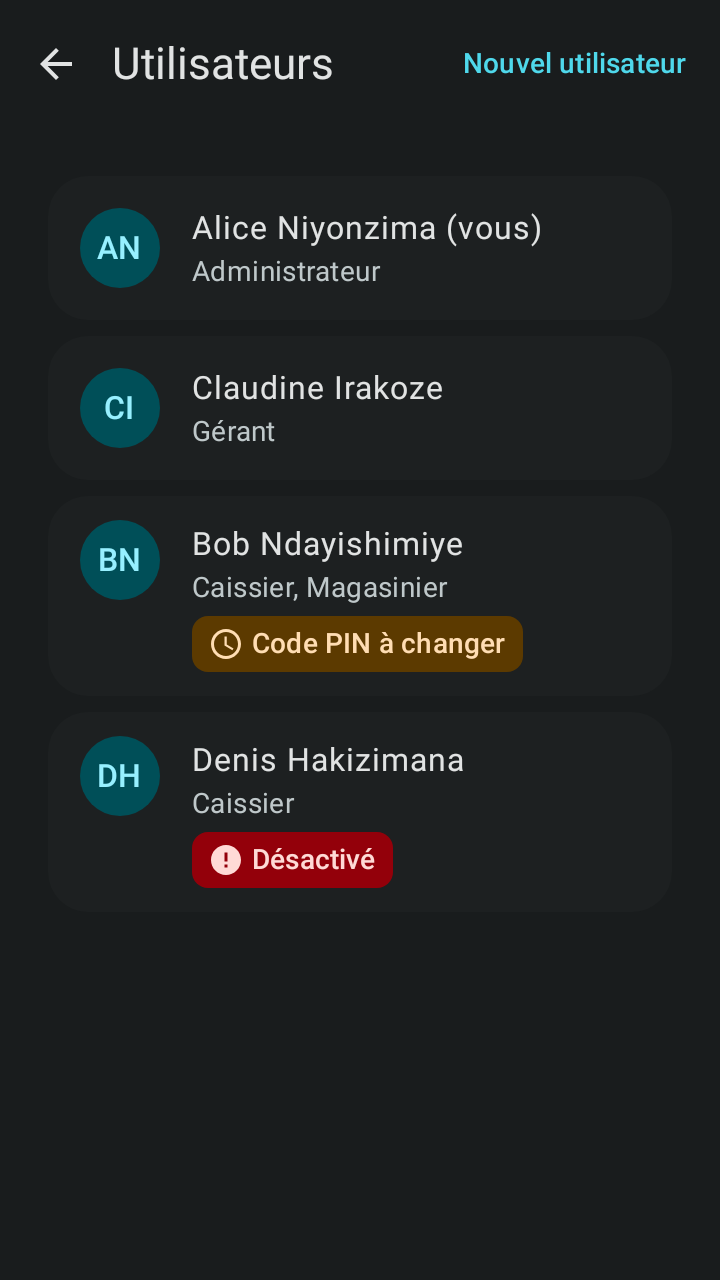 Utilisateurs
Nouvel utilisateur
AN
Alice Niyonzima (vous)
Administrateur
CI
Claudine Irakoze
Gérant
BN
Bob Ndayishimiye
Caissier, Magasinier
Code PIN à changer
DH
Denis Hakizimana
Caissier
Désactivé